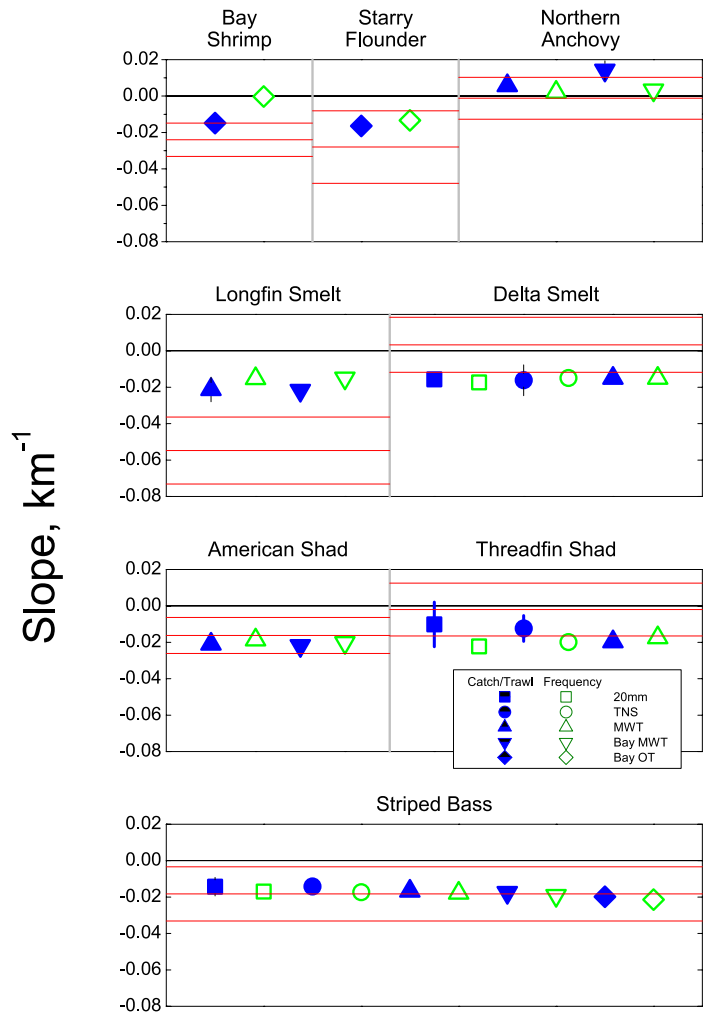 Bay
Shrimp
Starry
Flounder
Northern
Anchovy
0.02
0.00
-0.02
-0.04
-0.06
-0.08
Longfin Smelt
Delta Smelt
0.02
0.00
-0.02
-0.04
-0.06
-0.08
Slope, km-1
American Shad
Threadfin Shad
0.02
0.00
-0.02
-0.04
-0.06
-0.08
Catch/Trawl Frequency
20mm
TNS
MWT
Bay MWT
Bay OT
Striped Bass
0.02
0.00
-0.02
-0.04
-0.06
-0.08